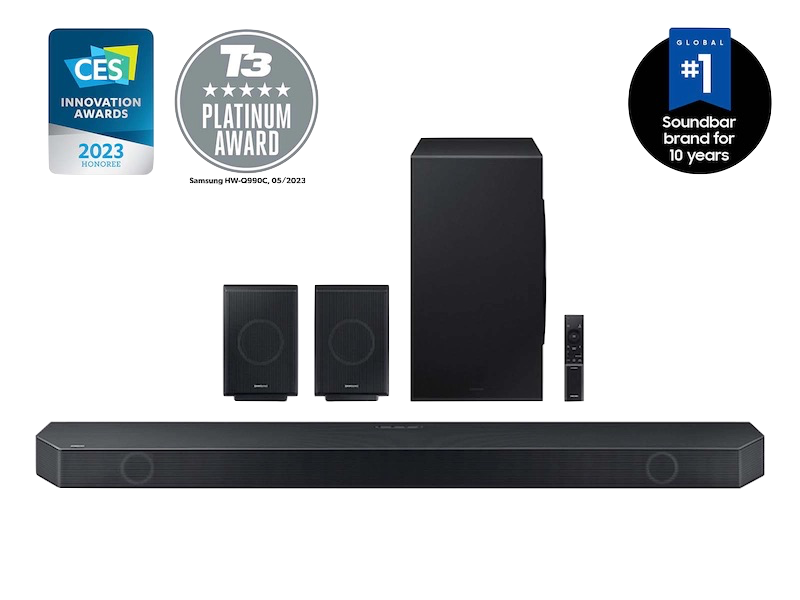 CES
INNOVATION
AWARDS
2023
HONOREE
T3
★★★★★
PLATINUM
AWARD
Samsung HW-Q990C, 05/2023
GLOBAL
#1
Soundbar
brand for
10 years